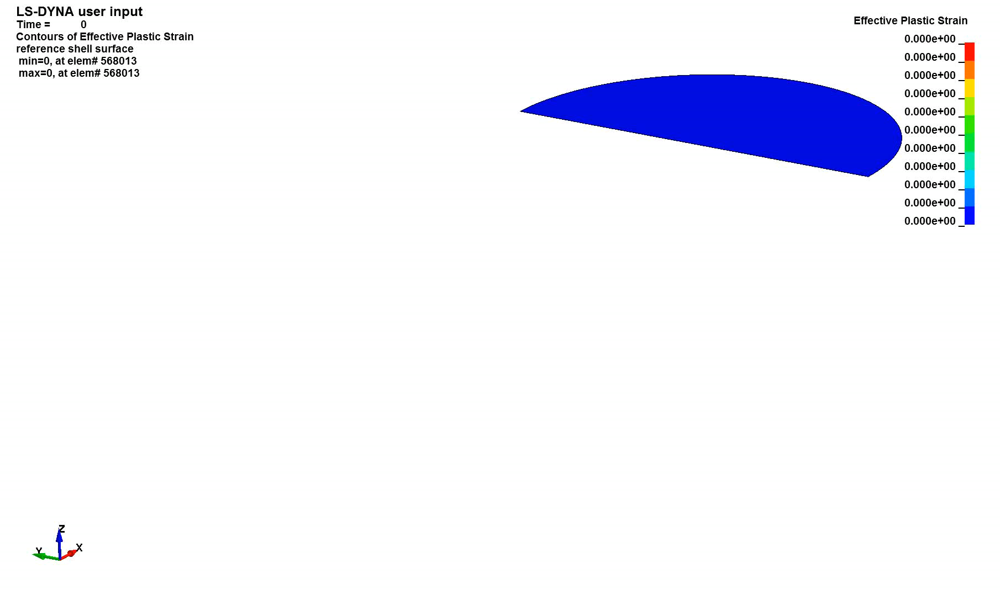 LS-DYNA user input
Time = 0
Contours of Effective Plastic Strain
reference shell surface
min=0, at elem# 568013
max=0, at elem# 568013
Effective Plastic Strain
0.000e+00
0.000e+00
0.000e+00
0.000e+00
0.000e+00
0.000e+00
0.000e+00
0.000e+00
0.000e+00
0.000e+00
0.000e+00
Z
Y
X